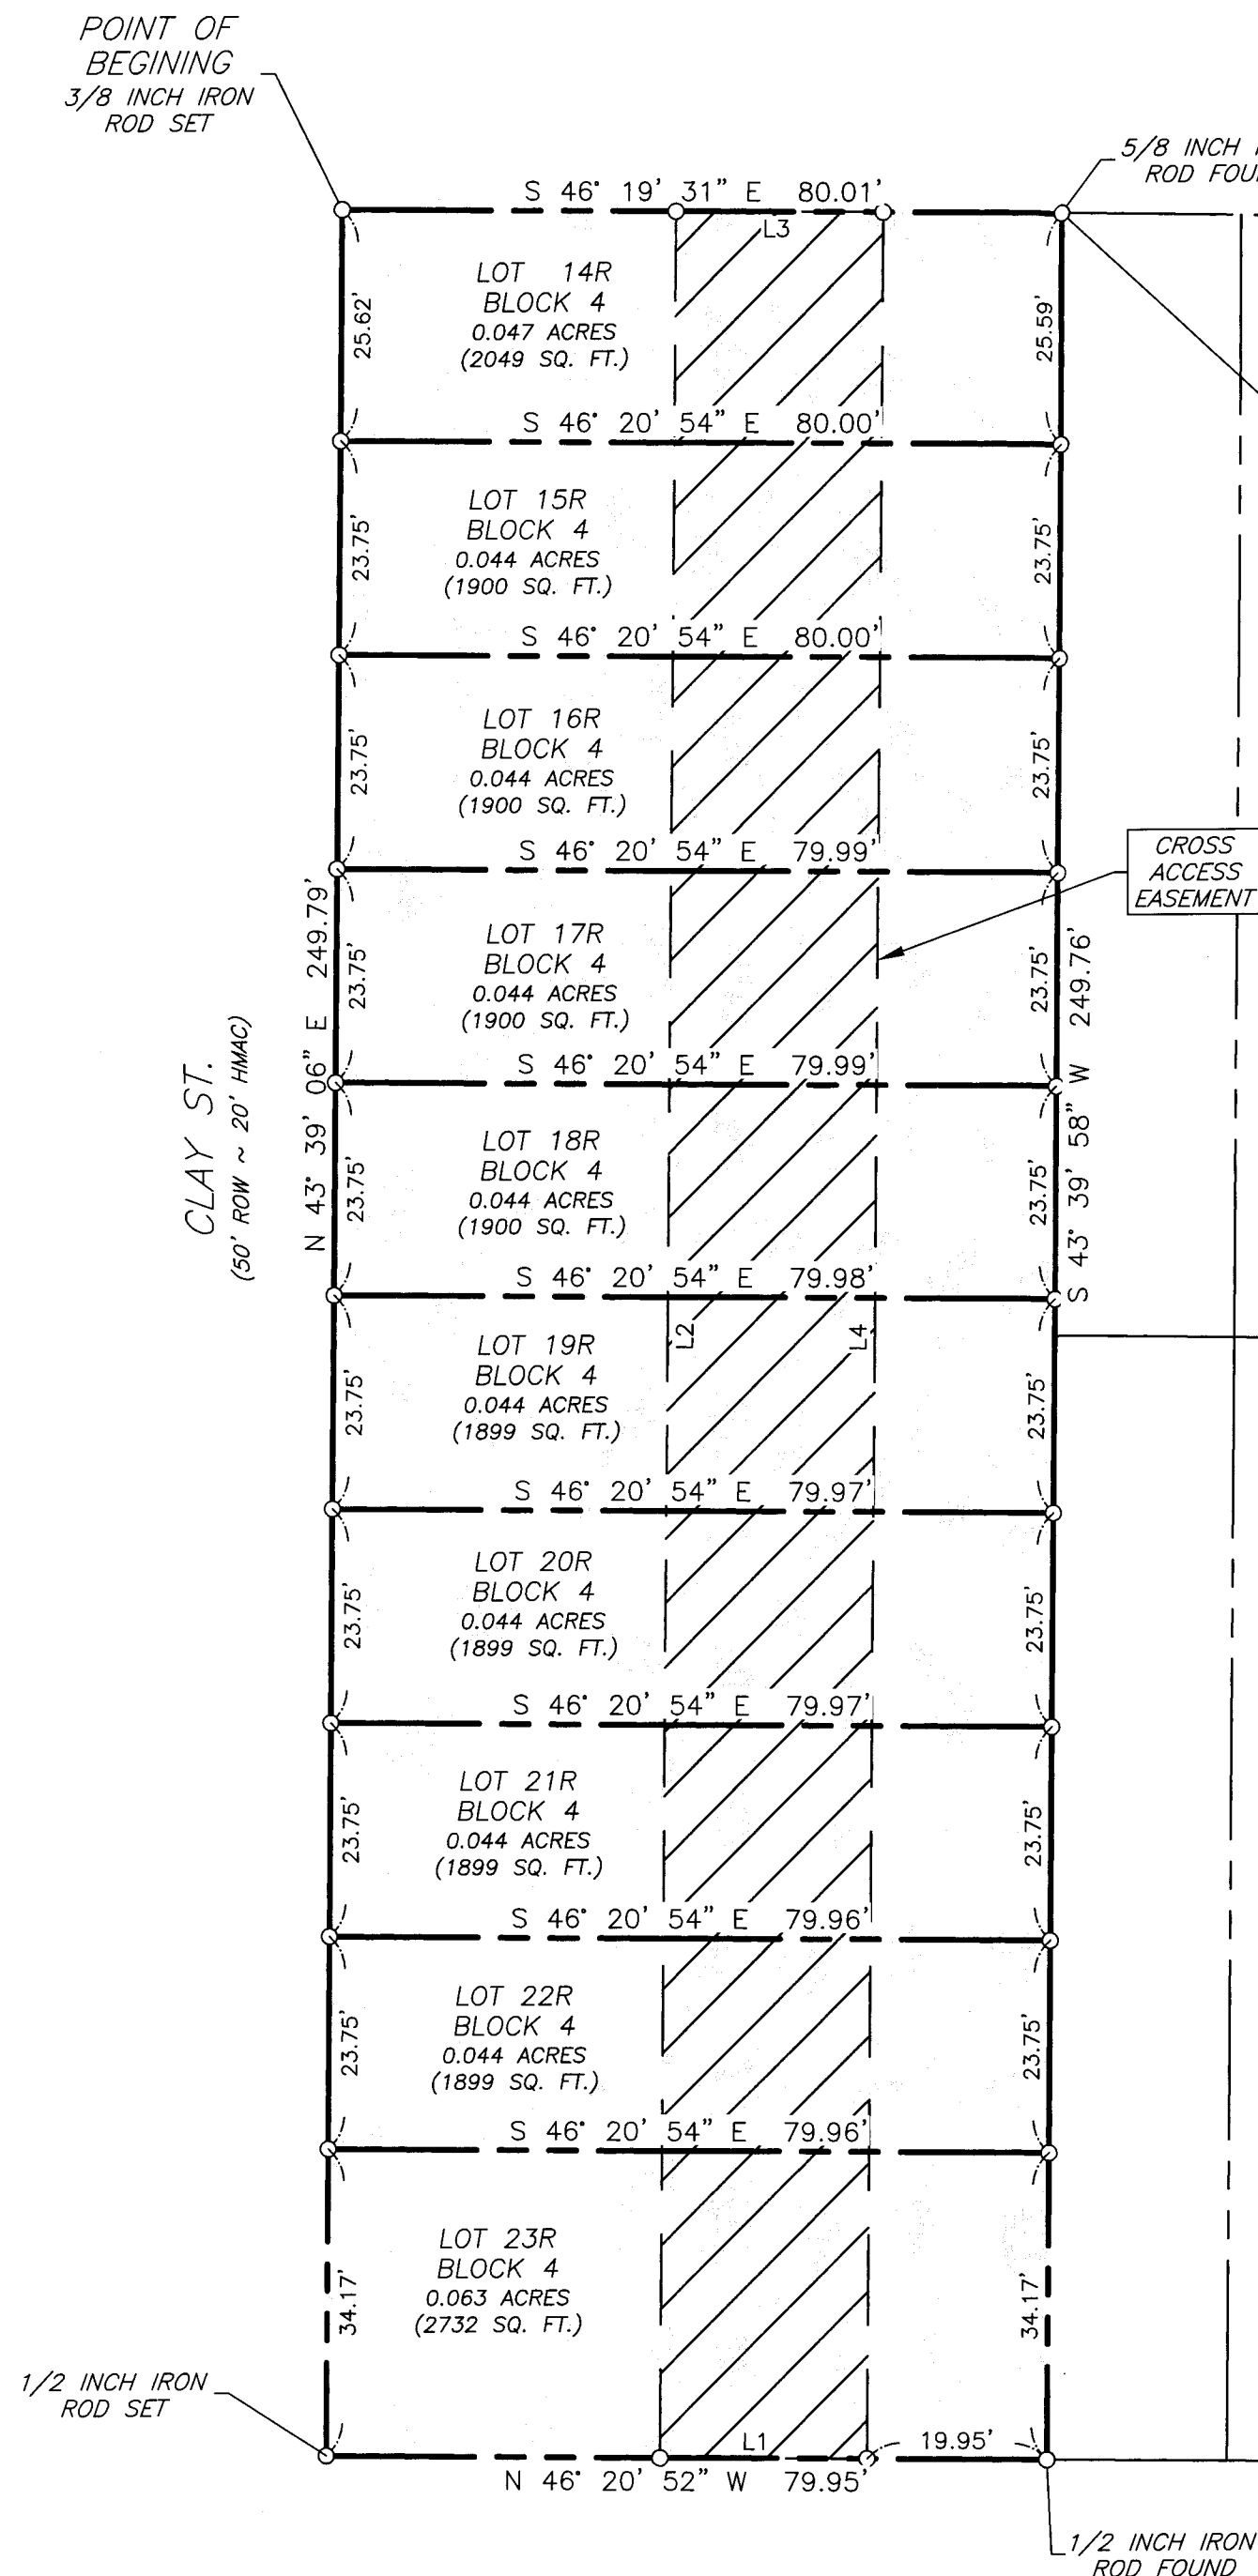 POINT OF
BEGINING
3/8 INCH IRON
ROD SET
5/8 INCH
ROD
S 46° 19' 31" E 80.01'
L3
LOT 14R
BLOCK 4
0.047 ACRES
(2049 SQ. FT.)
25.62'
25.59'
S 46° 20' 54" E 80.00'
LOT 15R
BLOCK 4
0.044 ACRES
(1900 SQ. FT.)
23.75'
23.75'
S 46° 20' 54" E 80.00'
LOT 16R
BLOCK 4
0.044 ACRES
(1900 SQ. FT.)
23.75'
23.75'
S 46° 20' 54" E 79.99'
CROSS
ACCESS
EASEMENT
LOT 17R
BLOCK 4
0.044 ACRES
(1900 SQ. FT.)
23.75'
23.75'
N 43° 39' 06" E 249.79'
S 43° 39' 58" W 249.76'
CLAY ST.
(50' ROW ~ 20' HMAC)
S 46° 20' 54" E 79.99'
LOT 18R
BLOCK 4
0.044 ACRES
(1900 SQ. FT.)
23.75'
23.75'
S 46° 20' 54" E 79.98'
L2
L4
LOT 19R
BLOCK 4
0.044 ACRES
(1899 SQ. FT.)
23.75'
23.75'
S 46° 20' 54" E 79.97'
LOT 20R
BLOCK 4
0.044 ACRES
(1899 SQ. FT.)
23.75'
23.75'
S 46° 20' 54" E 79.97'
LOT 21R
BLOCK 4
0.044 ACRES
(1899 SQ. FT.)
23.75'
23.75'
S 46° 20' 54" E 79.96'
LOT 22R
BLOCK 4
0.044 ACRES
(1899 SQ. FT.)
23.75'
23.75'
S 46° 20' 54" E 79.96'
LOT 23R
BLOCK 4
0.063 ACRES
(2732 SQ. FT.)
34.17'
34.17'
1/2 INCH IRON
ROD SET
L1
19.95'
N 46° 20' 52" W 79.95'
1/2 INCH IRON
ROD FOUND